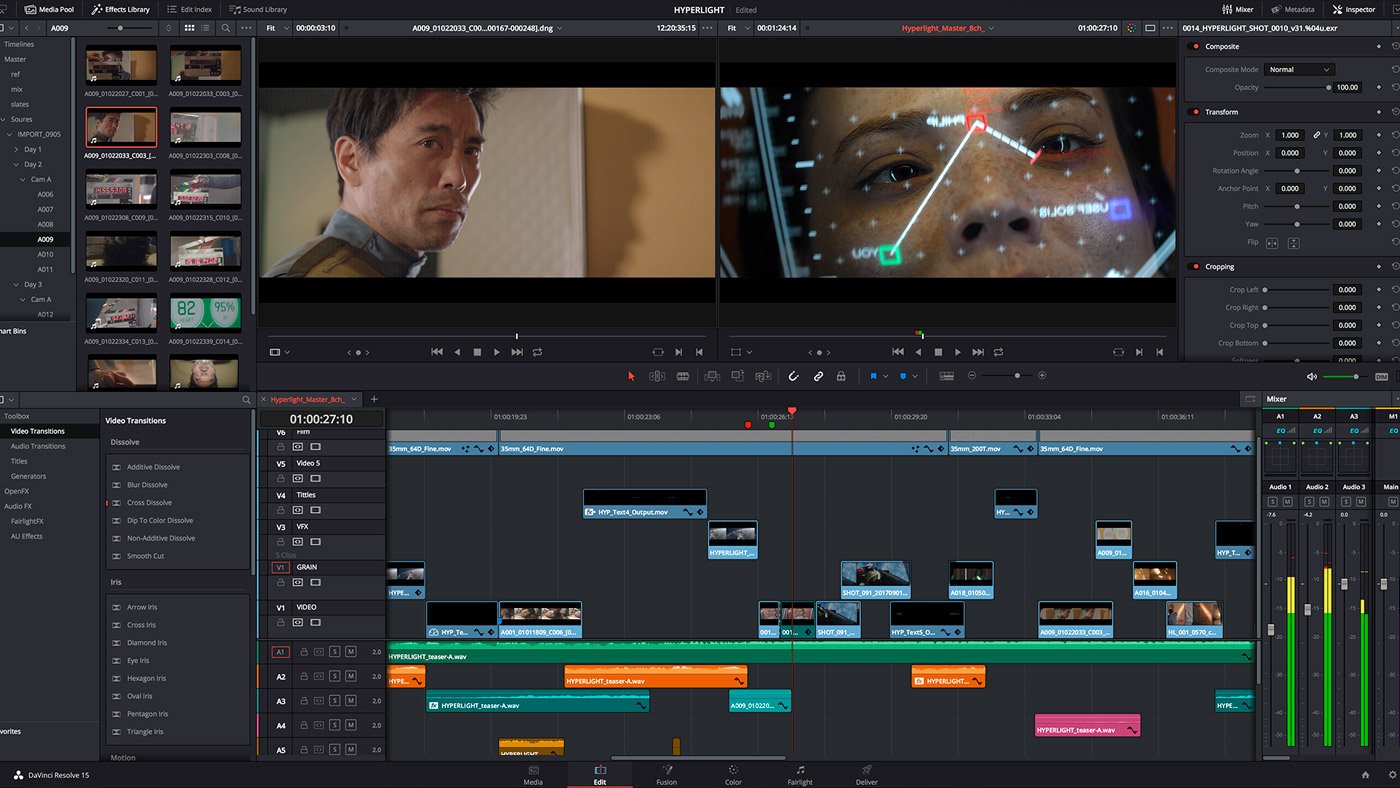 Media Pool
Effects Library
Edit Index
Sound Library
HYPERLIGHT
Edited
Mixer
Metadata
Inspector
A009
Fit
00:00:03:10
A009_01022033_C00...00167-000248].dng
12:20:35:15
Fit
00:01:24:14
Hyperlight_Master_8ch_
01:00:27:10
0014_HYPERLIGHT_SHOT_0010_v31.%04u.exr
Timelines
Master
ref
mix
slates
Soures
IMPORT_0905
Day 1
Day 2
Cam A
A006
A007
A008
A009
A010
A011
Day 3
Cam A
A012
mart Bins
A009_01022027_C001_[0...
A009_01022033_C003_[0...
A009_01022033_C003_[...
A009_01022303_C008_[0...
A009_01022308_C009_[0...
A009_01022315_C010_[0...
A009_01022320_C011_[0...
A009_01022328_C012_[0...
A009_01022334_C013_[0...
A009_01022339_C014_[0...
82
95%
PHILIP
USER SOLIS
YOU
Composite
Composite Mode
Normal
Opacity
100.00
Transform
Zoom X 1.000 Y 1.000
Position X 0.000 Y 0.000
Rotation Angle 0.000
Anchor Point X 0.000 Y 0.000
Pitch 0.000
Yaw 0.000
Flip
Cropping
Crop Left 0.000
Crop Right 0.000
Crop Top 0.000
Crop Bottom 0.000
Softness
DIM
Toolbox
Video Transitions
Audio Transitions
Titles
Generators
OpenFX
Audio FX
FairlightFX
AU Effects
vorites
Video Transitions
Dissolve
Additive Dissolve
Blur Dissolve
Cross Dissolve
Dip To Color Dissolve
Non-Additive Dissolve
Smooth Cut
Iris
Arrow Iris
Cross Iris
Diamond Iris
Eye Iris
Hexagon Iris
Oval Iris
Pentagon Iris
Triangle Iris
Motion
Hyperlight_Master_8ch_
01:00:27:10
01:00:19:23
01:00:23:06
01:00:26:13
01:00:29:20
01:00:33:04
01:00:36:11
V6 Film
35mm_64D_Fine.mov
35mm_64D_Fine.mov
35mm_200T.mov
35mm_64D_Fine.mov
V5 Video 5
V4 Tittles
HYP_Text4_Output.mov
HY...
V3 VFX
5 Clips
HYPERLIGHT_...
A009_01...
HYP_T...
V1 GRAIN
HYPE...
SHOT_091_20170901...
A018_01050...
A016_0104...
V1 VIDEO
HYP_Te...
A001_01011809_C006_[0...
001...
001...
SHOT_091_...
HYP_Text5_O...
A009_01022033_C003_...
HL_001_0570_c...
A1 S M 2.0
HYPERLIGHT_teaser-A.wav
A2 S M 2.0
HYPE...
HYPERLIGHT_teaser-A.wav
HYPERLIGHT_...
A3 S M 2.0
HYPERLIGHT_teaser-A.wav
A009_010220...
HYPE...
A4 S M 2.0
HYPERLIGHT_teaser-A.wav
A5 S M 2.0
HYPERLIGHT_...
Mixer
A1 A2 A3 M1
EQ EQ EQ EQ
Audio 1 Audio 2 Audio 3 Main
S M S M S M M
-7.6 -4.2 0.0 0.0
DaVinci Resolve 15
Media
Edit
Fusion
Color
Fairlight
Deliver